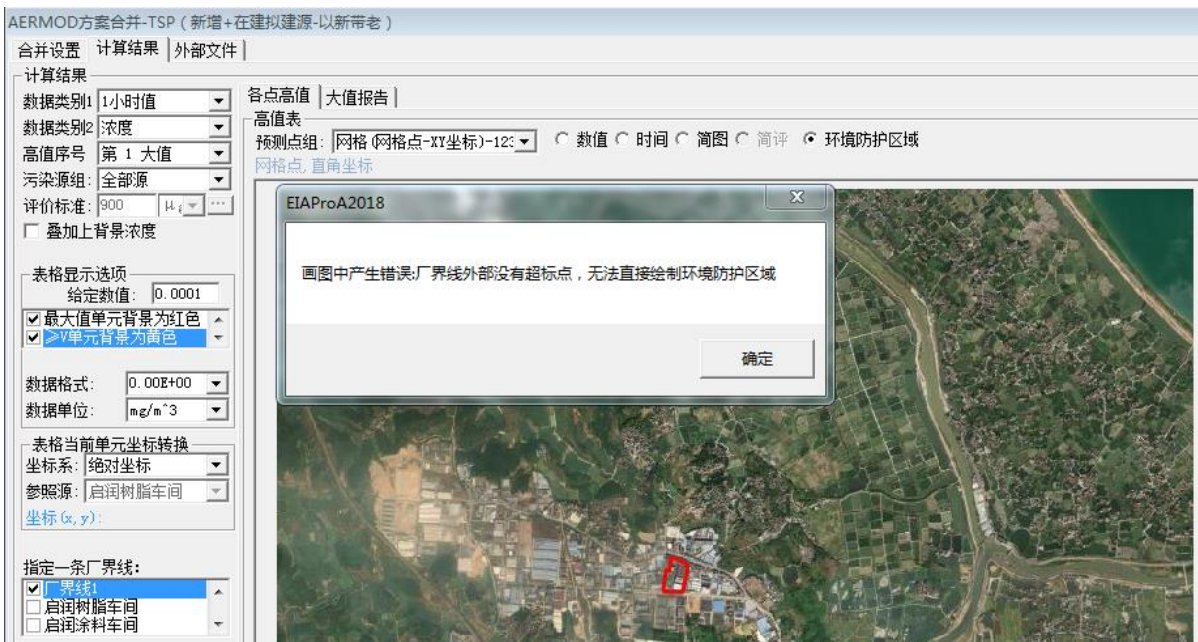 AERMOD方案合并-TSP（新增+在建拟建源-以新带老）
合并设置 计算结果 外部文件
计算结果
数据类别1 1小时值
数据类别2 浓度
高值序号 第 1 大值
污染源组: 全部源
评价标准: 900
叠加上背景浓度
表格显示选项
给定数值: 0.0001
最大值单元背景为红色
≥V单元背景为黄色
数据格式: 0.00E+00
数据单位: mg/m^3
表格当前单元坐标转换
坐标系: 绝对坐标
参照源: 启润树脂车间
坐标(x,y):
指定一条厂界线:
厂界线1
启润树脂车间
启润涂料车间
各点高值 大值报告
高值表
预测点组: 网格(网格点-XY坐标)-123 数值 时间 简图 简评 环境防护区域
网格点,直角坐标
EIAProA2018
画图中产生错误:厂界线外部没有超标点，无法直接绘制环境防护区域
确定